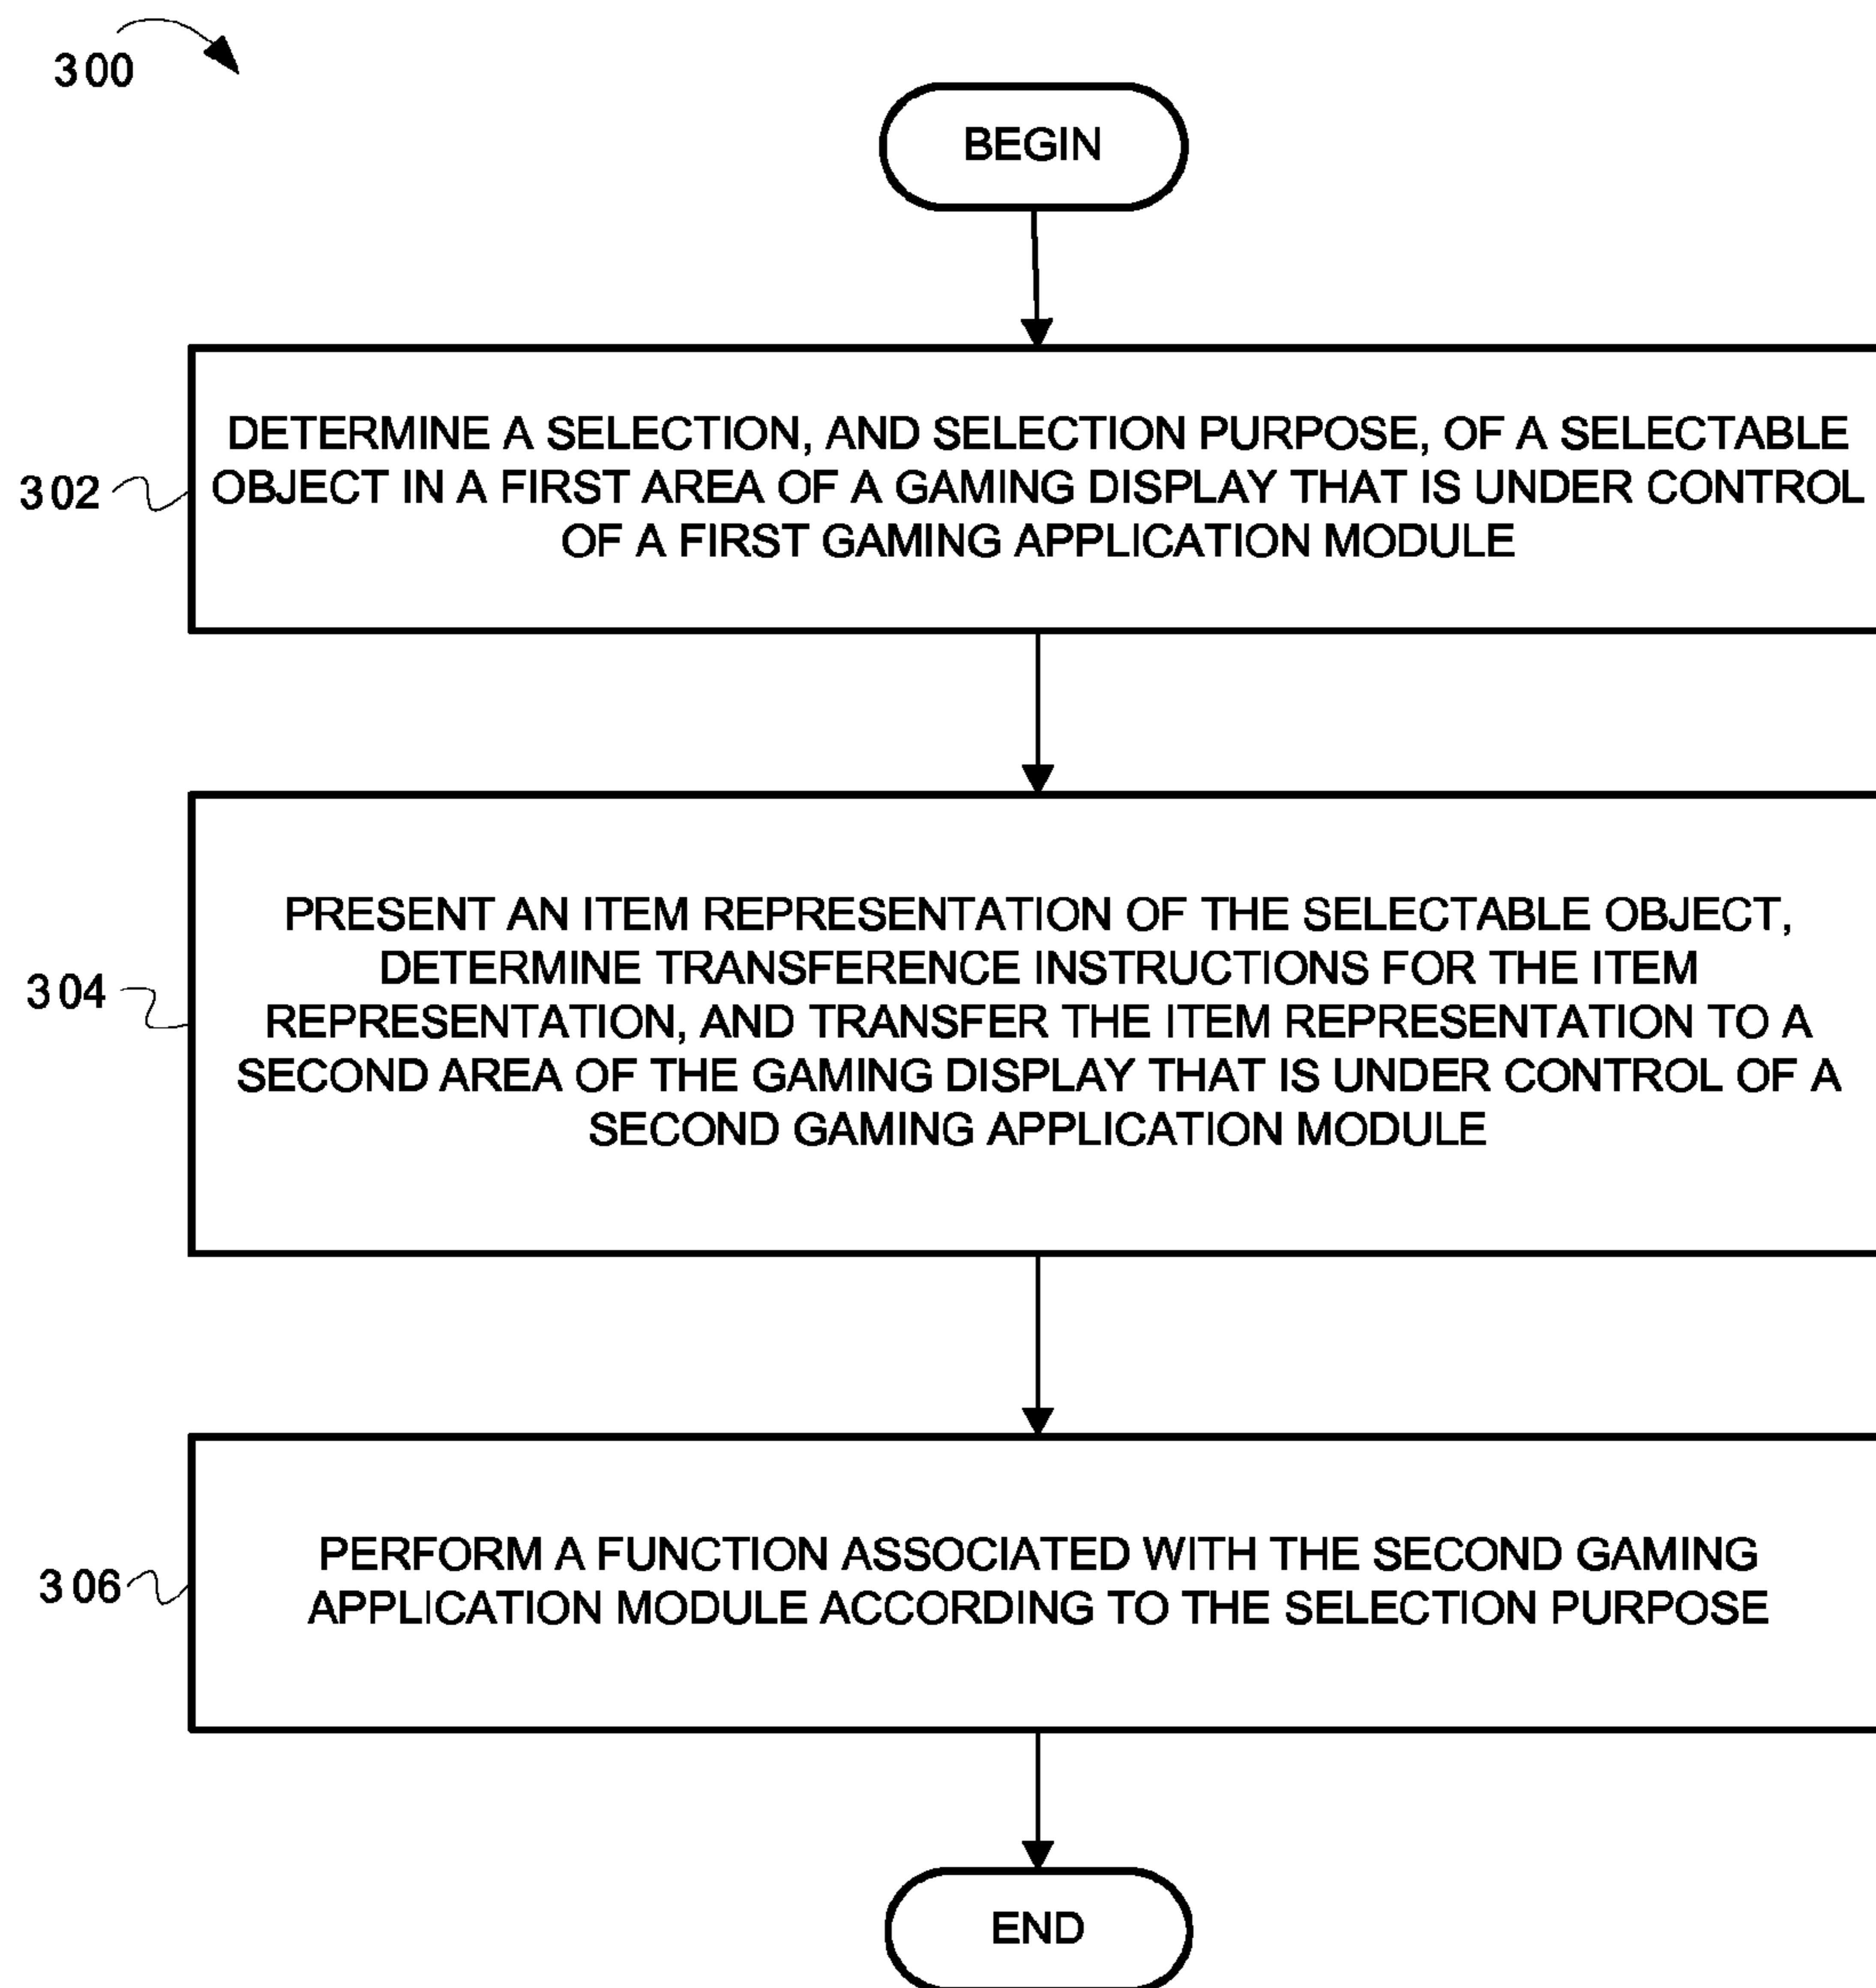 300
BEGIN
302
DETERMINE A SELECTION, AND SELECTION PURPOSE, OF A SELECTABLE
OBJECT IN A FIRST AREA OF A GAMING DISPLAY THAT IS UNDER CONTROL
OF A FIRST GAMING APPLICATION MODULE
304
PRESENT AN ITEM REPRESENTATION OF THE SELECTABLE OBJECT,
DETERMINE TRANSFERENCE INSTRUCTIONS FOR THE ITEM
REPRESENTATION, AND TRANSFER THE ITEM REPRESENTATION TO A
SECOND AREA OF THE GAMING DISPLAY THAT IS UNDER CONTROL OF A
SECOND GAMING APPLICATION MODULE
306
PERFORM A FUNCTION ASSOCIATED WITH THE SECOND GAMING
APPLICATION MODULE ACCORDING TO THE SELECTION PURPOSE
END